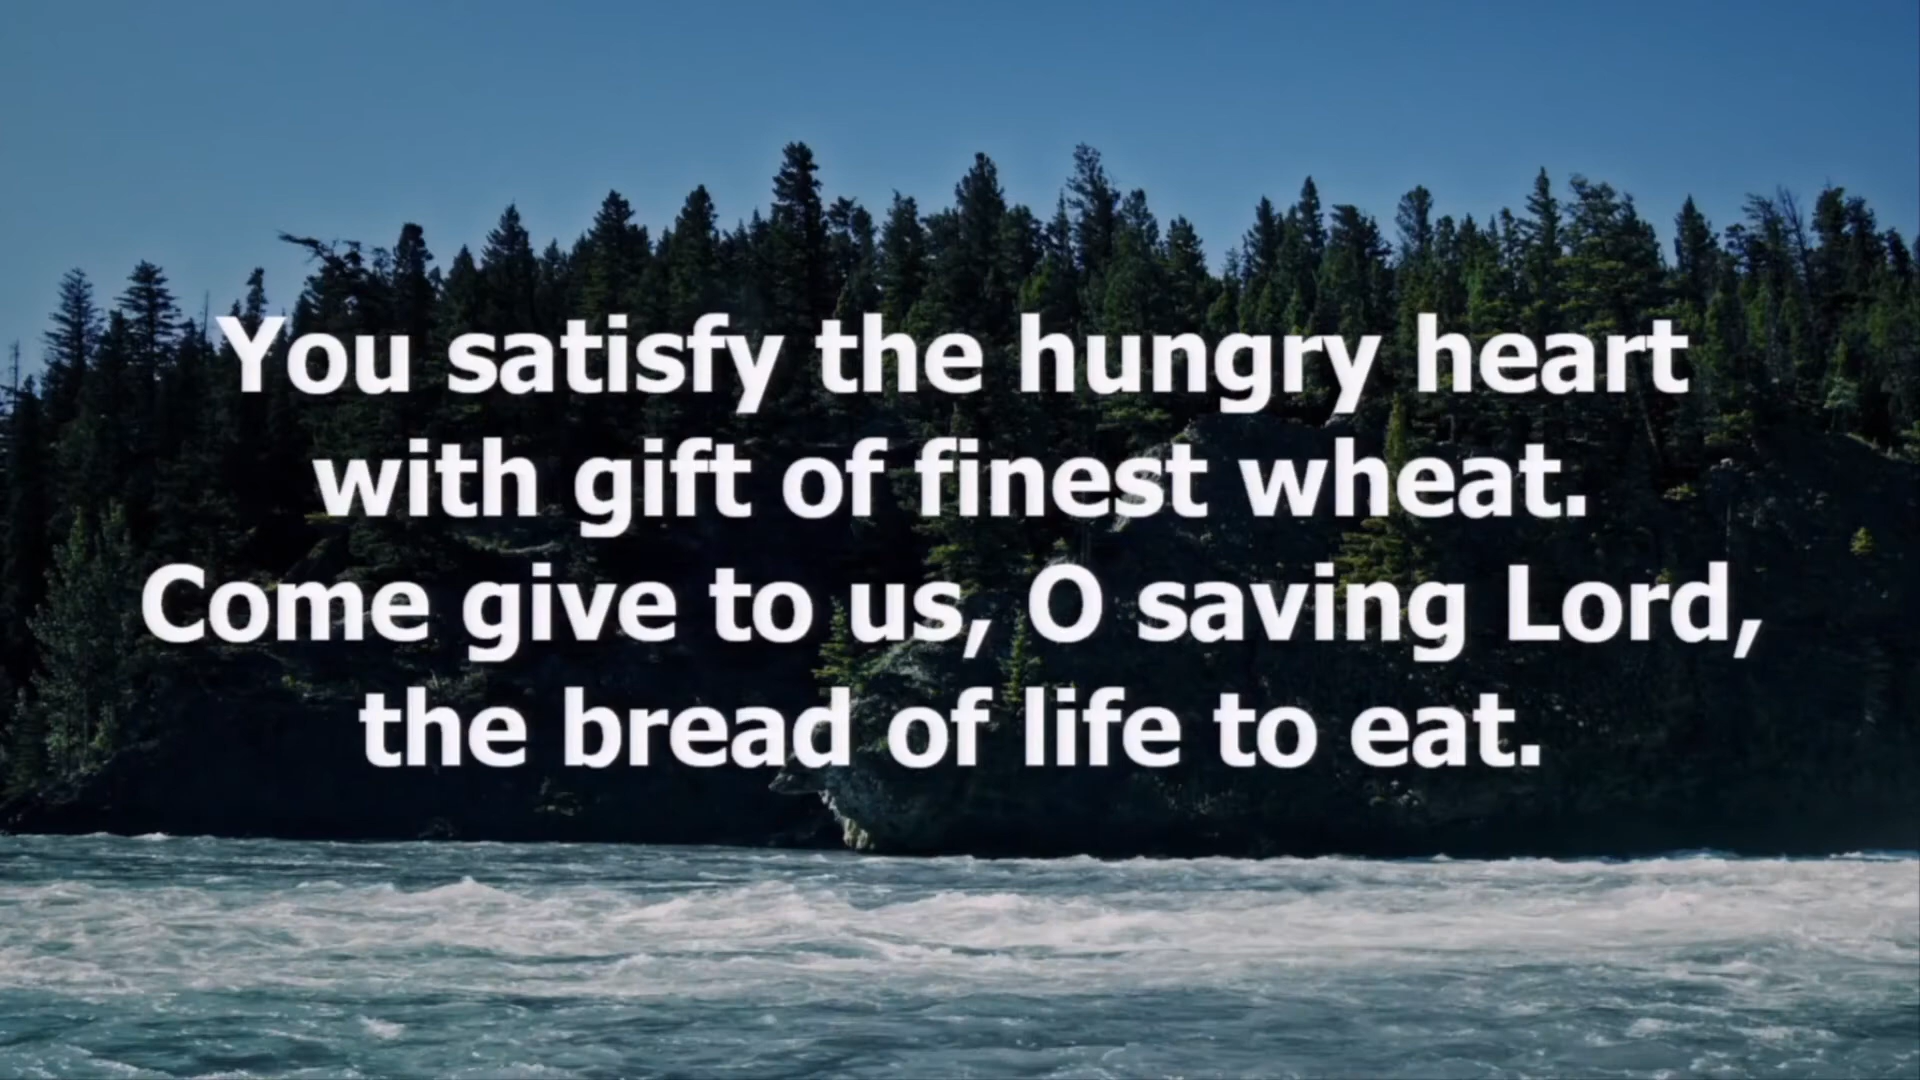 You satisfy the hungry heart
with gift of finest wheat.
Come give to us, O saving Lord,
the bread of life to eat.